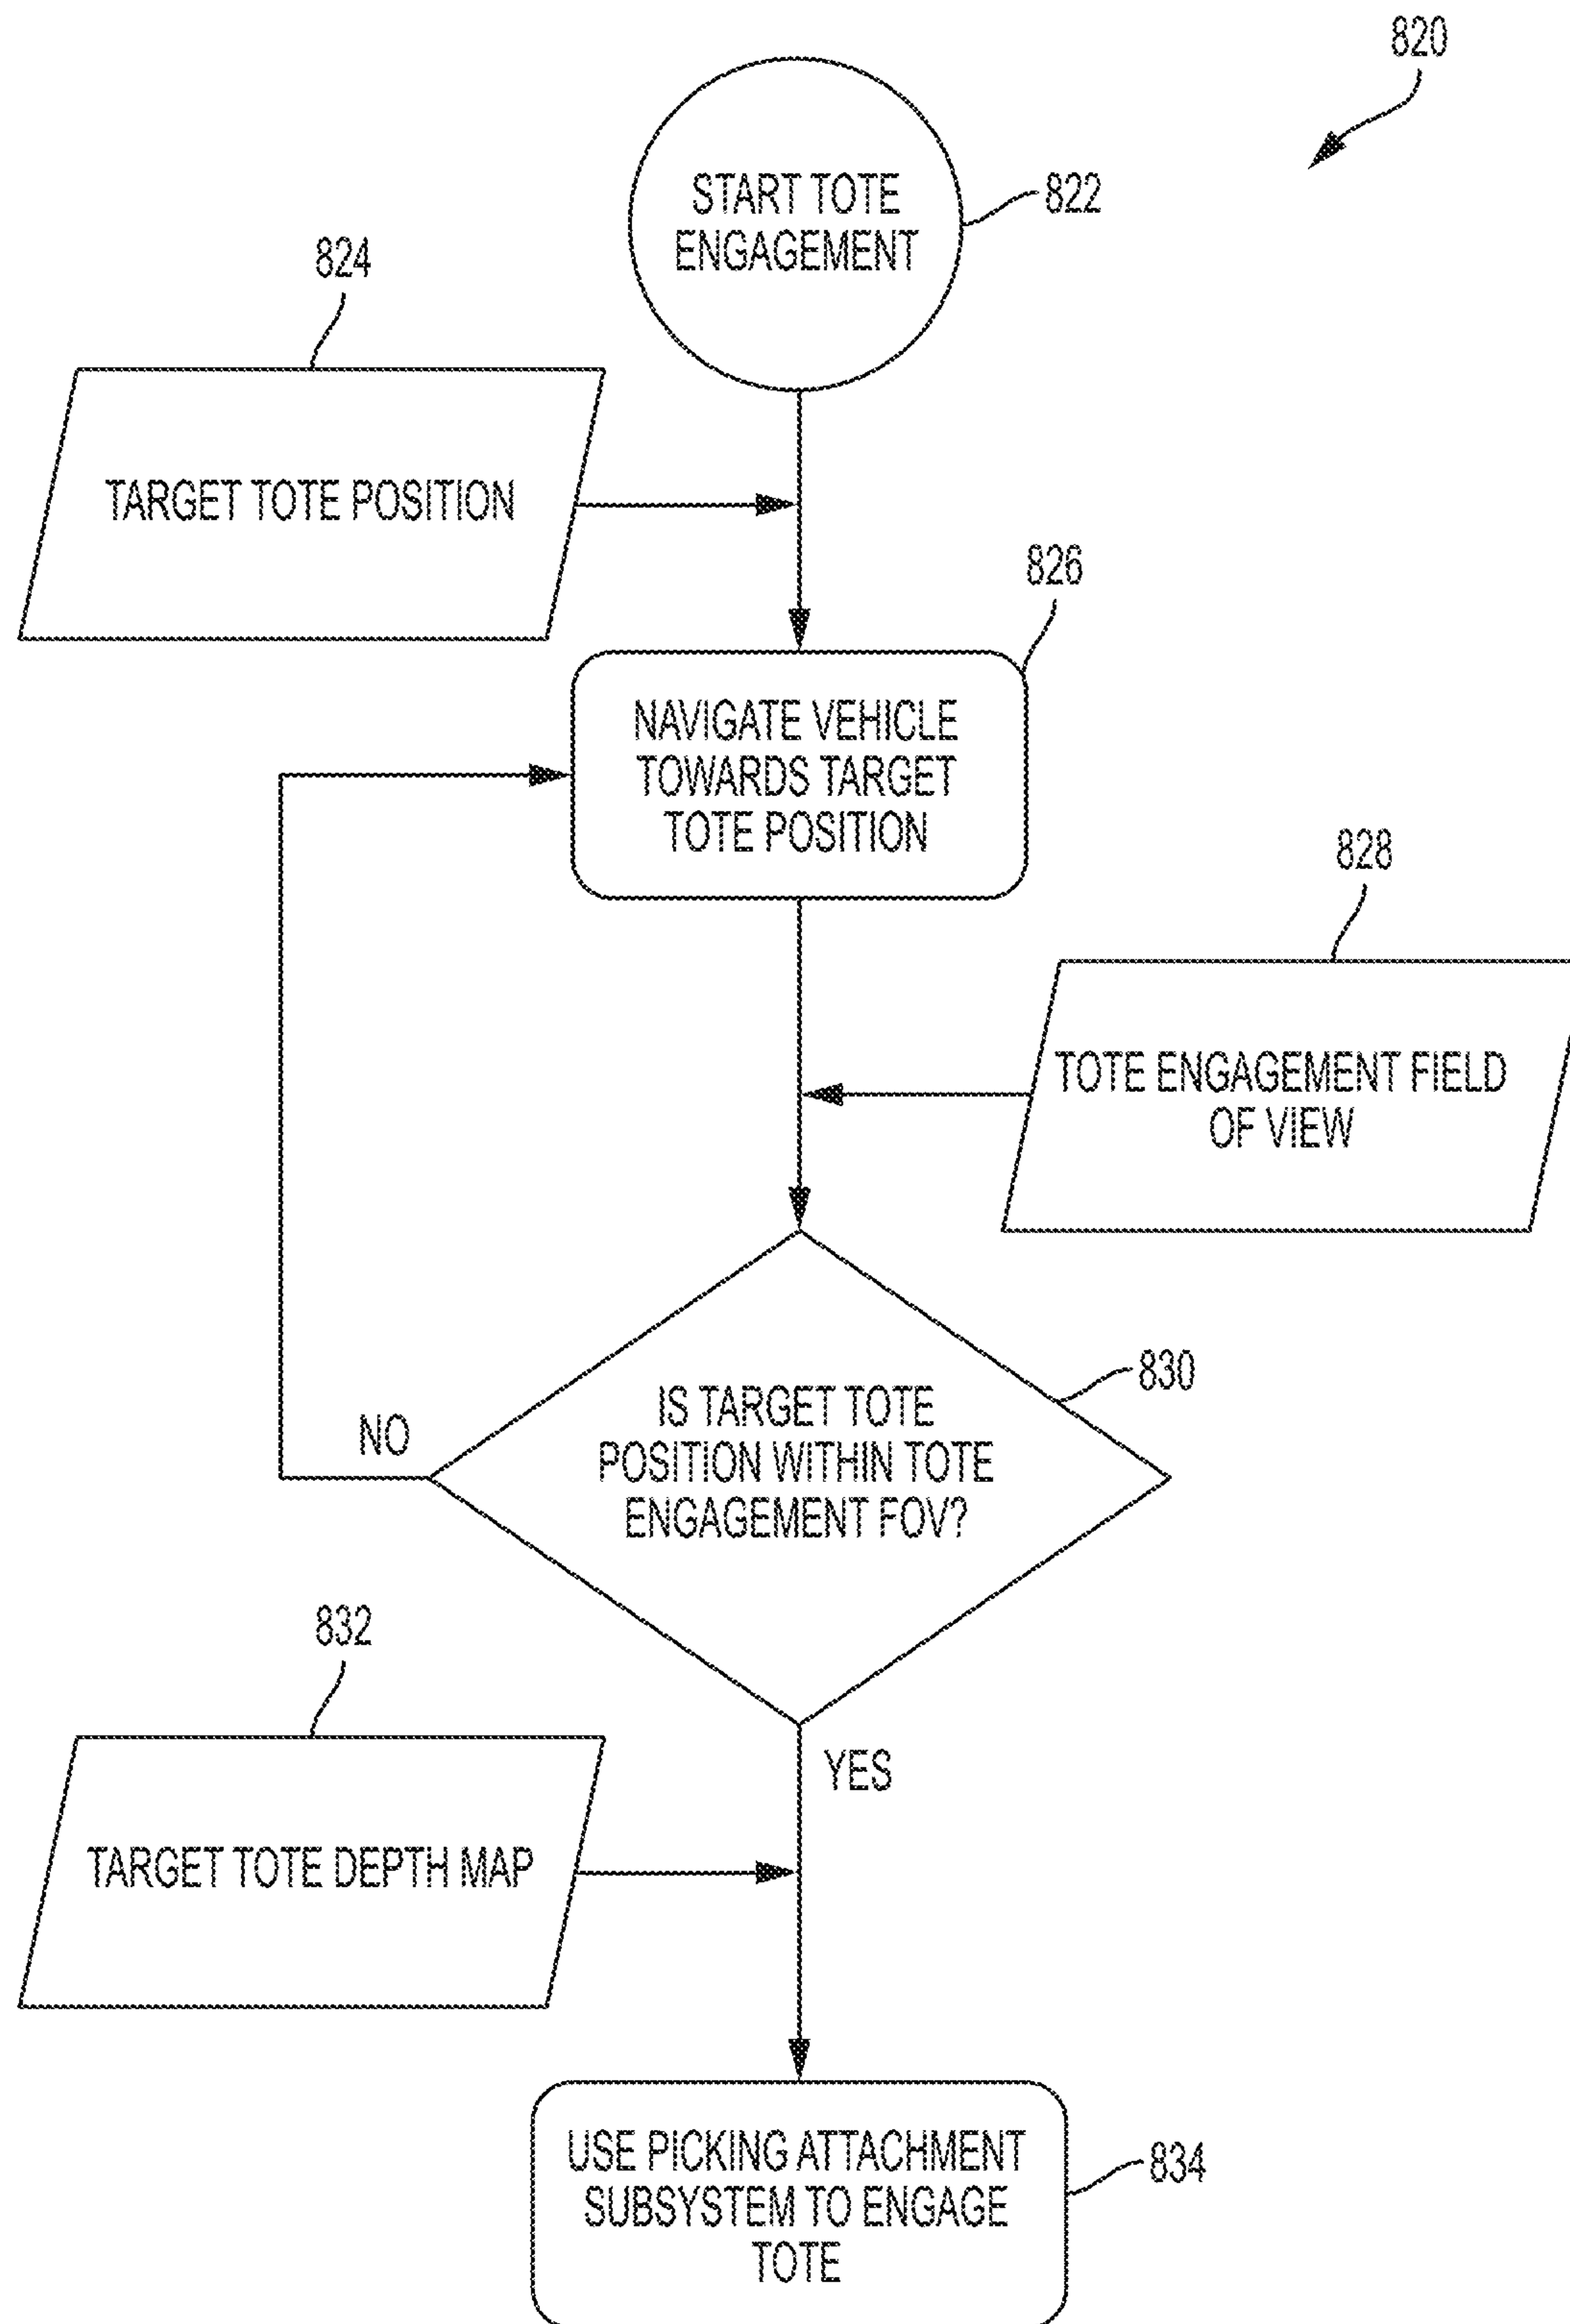 820
START TOTE
ENGAGEMENT
822
824
TARGET TOTE POSITION
826
NAVIGATE VEHICLE
TOWARDS TARGET
TOTE POSITION
828
TOTE ENGAGEMENT FIELD
OF VIEW
830
IS TARGET TOTE
POSITION WITHIN TOTE
ENGAGEMENT FOV?
NO
YES
832
TARGET TOTE DEPTH MAP
USE PICKING ATTACHMENT
SUBSYSTEM TO ENGAGE
TOTE
834